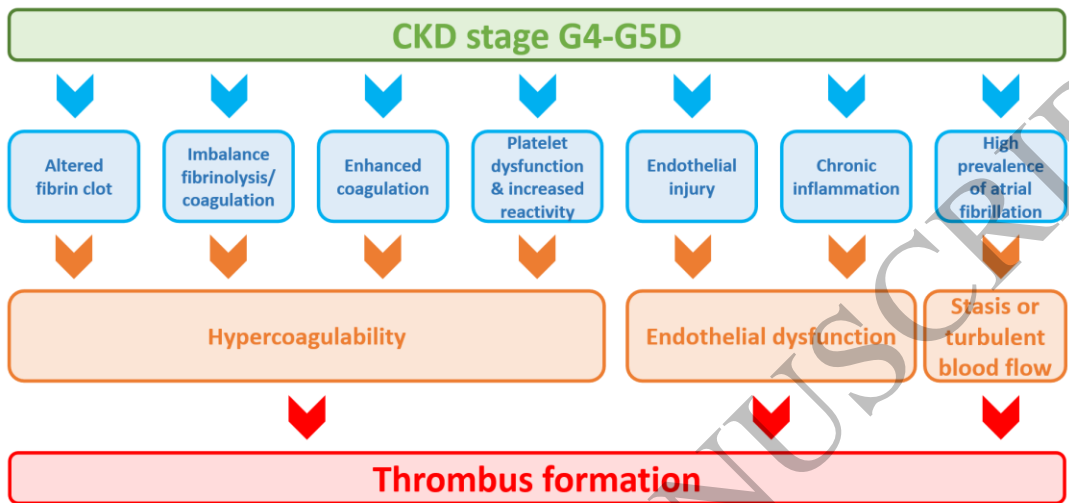 CKD stage G4-G5D
Altered
fibrin clot
Imbalance
fibrinolysis/
coagulation
Enhanced
coagulation
Platelet
dysfunction
& increased
reactivity
Endothelial
injury
Chronic
inflammation
High
prevalence
of atrial
fibrillation
Hypercoagulability
Endothelial dysfunction
Stasis or
turbulent
blood flow
Thrombus formation
NUSCRIP